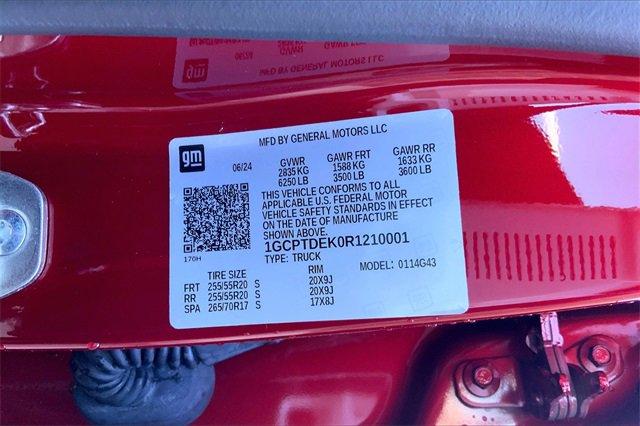 MFD BY GENERAL MOTORS LLC
gm
06/24 GVWR GAWR FRT GAWR RR
2835 KG 1588 KG 1633 KG
6250 LB 3500 LB 3600 LB
THIS VEHICLE CONFORMS TO ALL
APPLICABLE U.S. FEDERAL MOTOR
VEHICLE SAFETY STANDARDS IN EFFECT
ON THE DATE OF MANUFACTURE
SHOWN ABOVE.
170H
1GCPTDEK0R1210001
TYPE: TRUCK MODEL: 0114G43
TIRE SIZE RIM
FRT 255/55R20 S 20X9J
RR 255/55R20 S 20X9J
SPA 265/70R17 S 17X8J